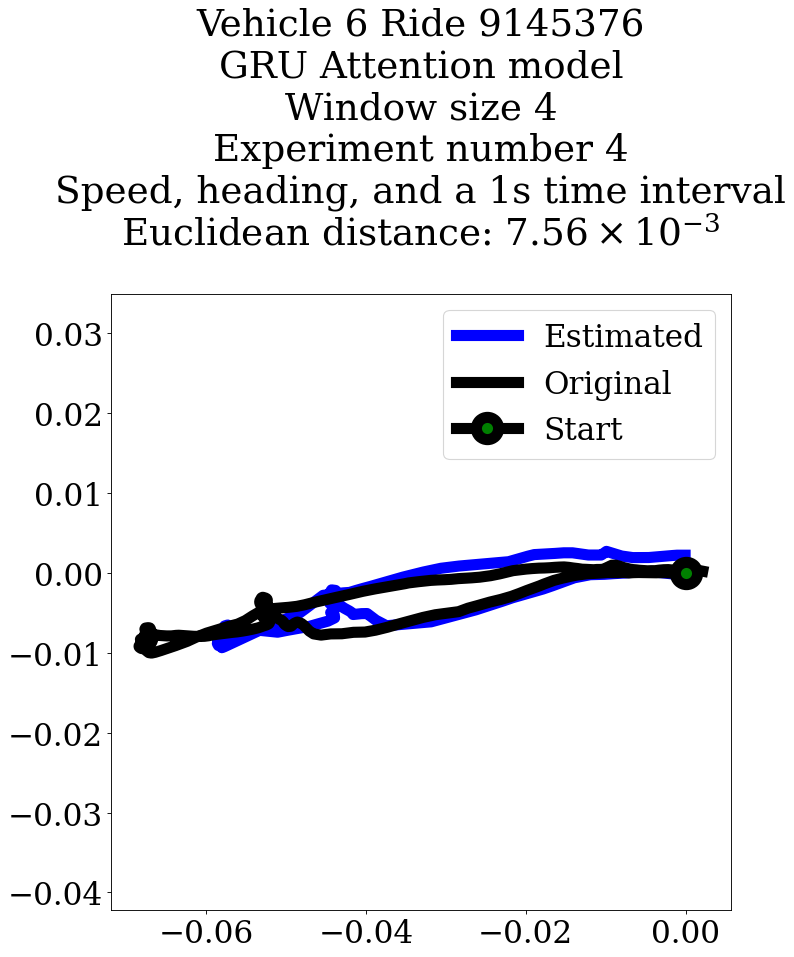 Vehicle 6 Ride 9145376
GRU Attention model
Window size 4
Experiment number 4
Speed, heading, and a 1s time interval
Euclidean distance: 7.56 × 10⁻³
Estimated
Original
Start
0.03
0.02
0.01
0.00
−0.01
−0.02
−0.03
−0.04
−0.06 −0.04 −0.02 0.00